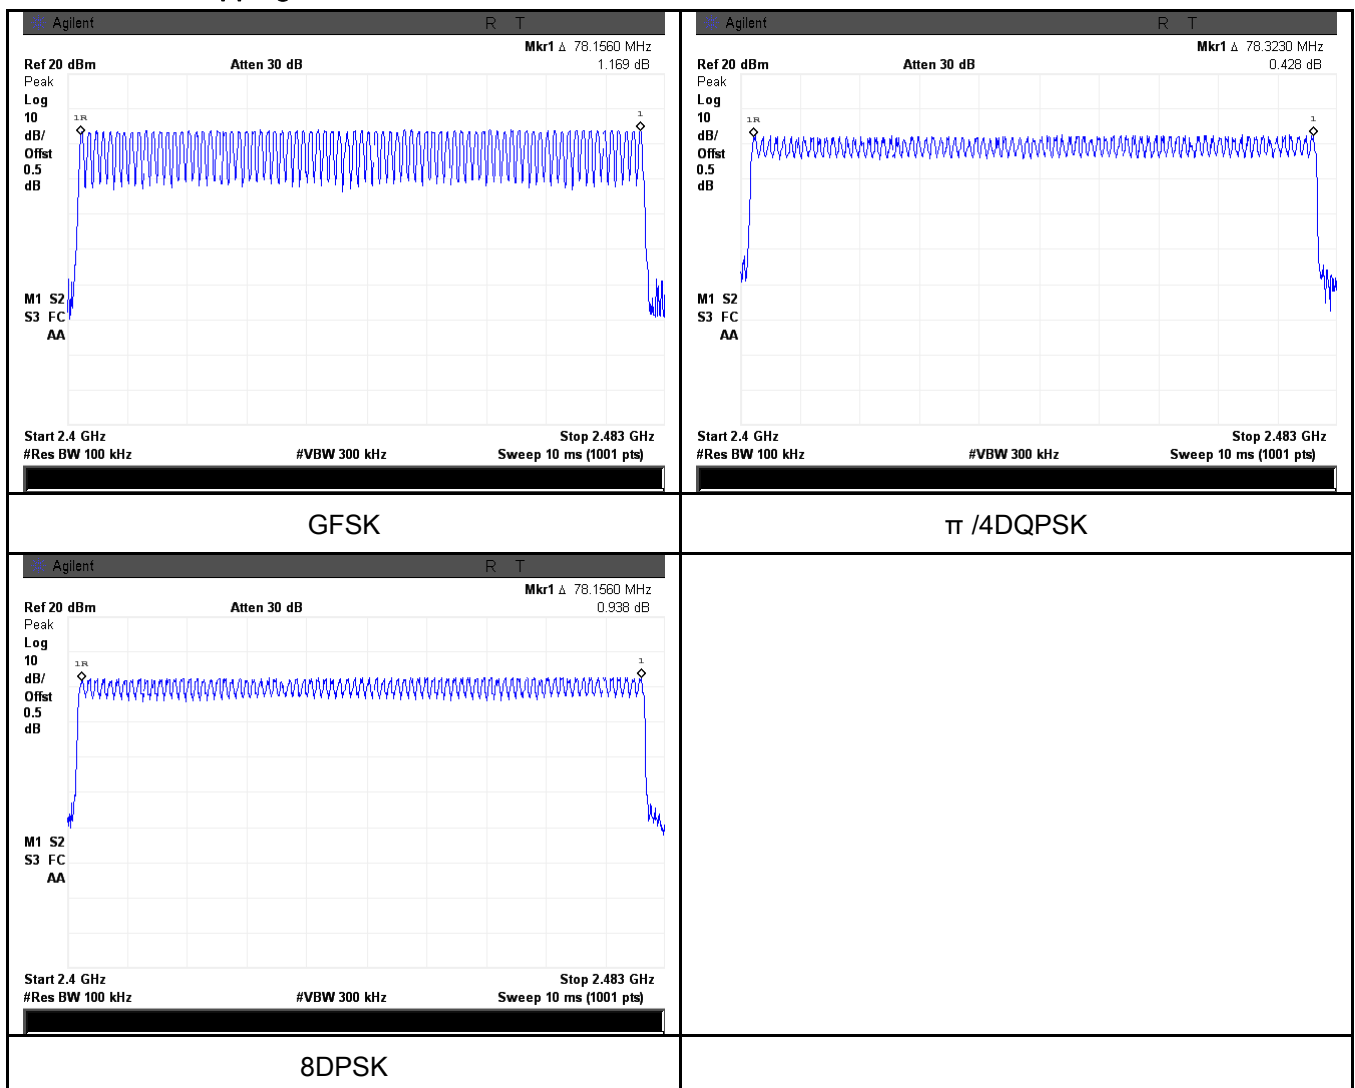 Agilent R T
Mkr1 Δ 78.1560 MHz
Ref 20 dBm Atten 30 dB 1.169 dB
Peak
Log
10
dB/
Offst
0.5
dB
1R
1
M1 S2
S3 FC
AA
Start 2.4 GHz Stop 2.483 GHz
#Res BW 100 kHz #VBW 300 kHz Sweep 10 ms (1001 pts)
GFSK
Agilent R T
Mkr1 Δ 78.3230 MHz
Ref 20 dBm Atten 30 dB 0.428 dB
Peak
Log
10
dB/
Offst
0.5
dB
1R
1
M1 S2
S3 FC
AA
Start 2.4 GHz Stop 2.483 GHz
#Res BW 100 kHz #VBW 300 kHz Sweep 10 ms (1001 pts)
π /4DQPSK
Agilent R T
Mkr1 Δ 78.1560 MHz
Ref 20 dBm Atten 30 dB 0.938 dB
Peak
Log
10
dB/
Offst
0.5
dB
1R
1
M1 S2
S3 FC
AA
Start 2.4 GHz Stop 2.483 GHz
#Res BW 100 kHz #VBW 300 kHz Sweep 10 ms (1001 pts)
8DPSK